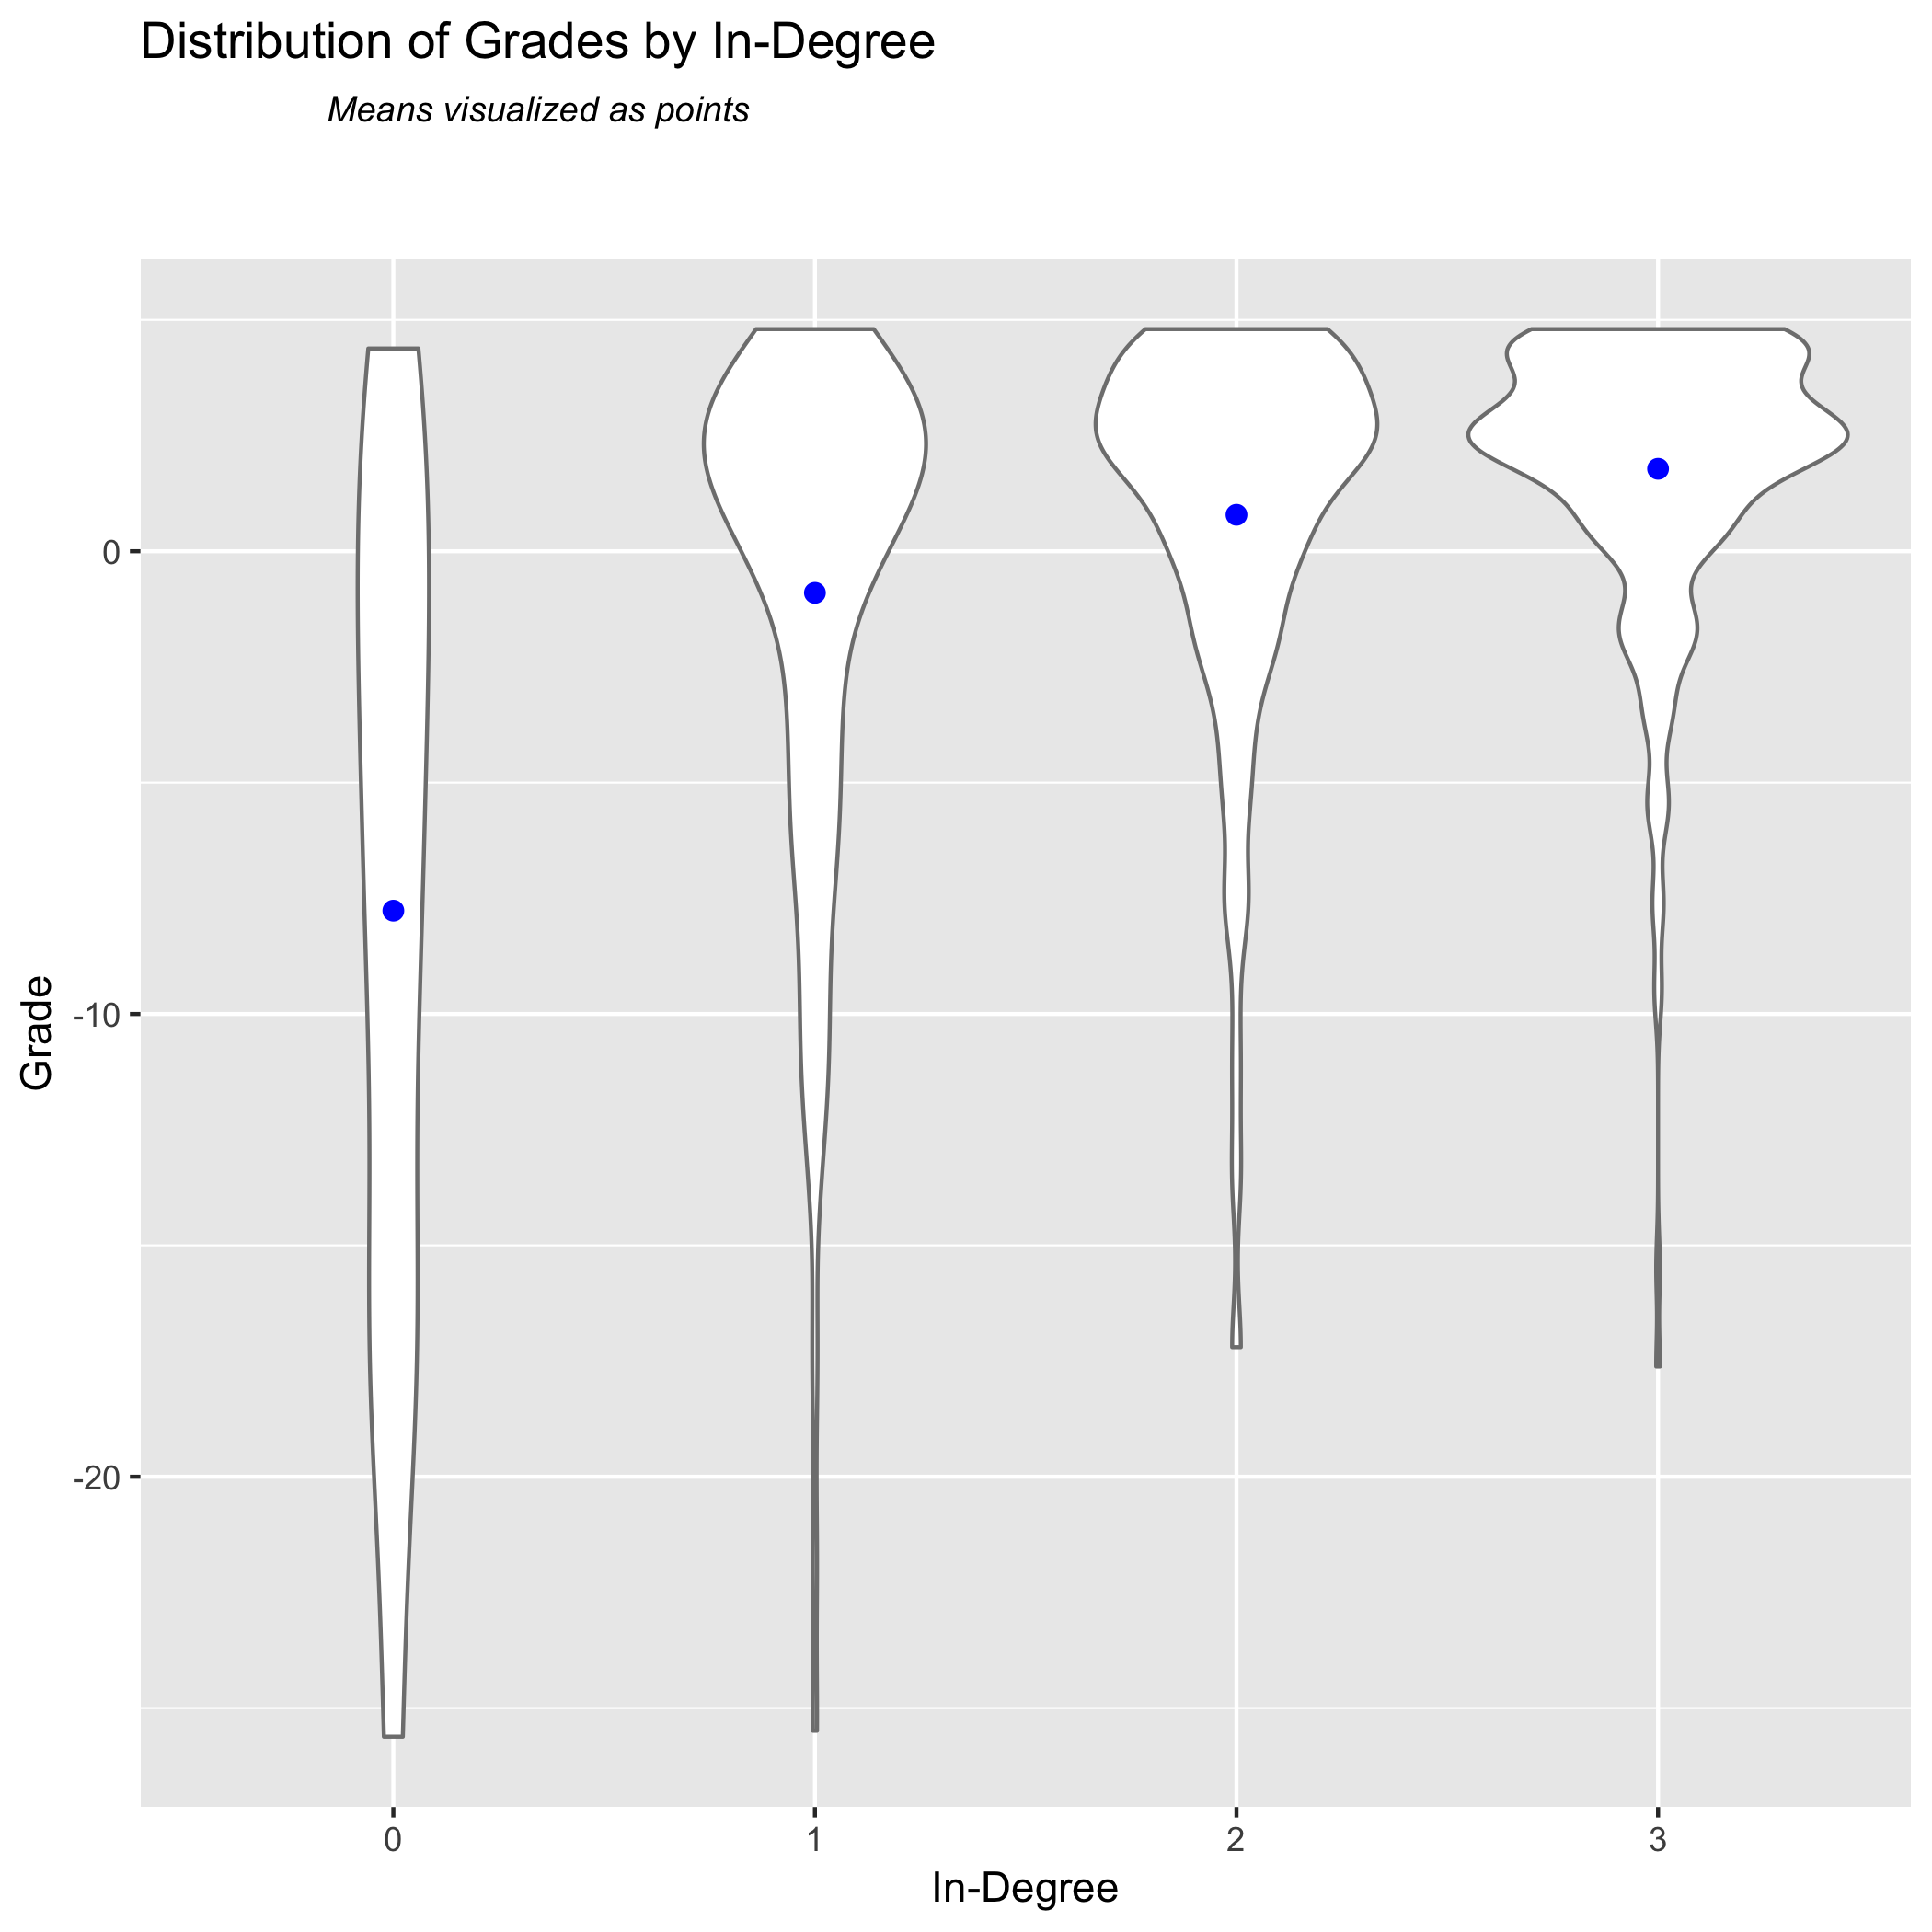 Distribution of Grades by In-Degree
Means visualized as points
Grade
0
-10
-20
0
1
2
3
In-Degree